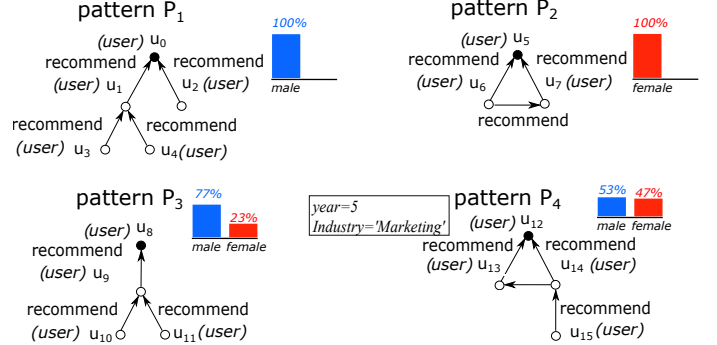 pattern P1
100%
(user) u0
recommend recommend
(user) u1 u2 (user)
male
recommend recommend
(user) u3 u4 (user)
pattern P2
100%
(user) u5
recommend recommend
(user) u6 u7 (user)
female
recommend
pattern P3
77%
23%
(user) u8
male female
recommend
(user) u9
recommend recommend
(user) u10 u11 (user)
year=5
Industry='Marketing'
pattern P4
53% 47%
(user) u12
male female
recommend recommend
(user) u13 u14 (user)
recommend
u15 (user)